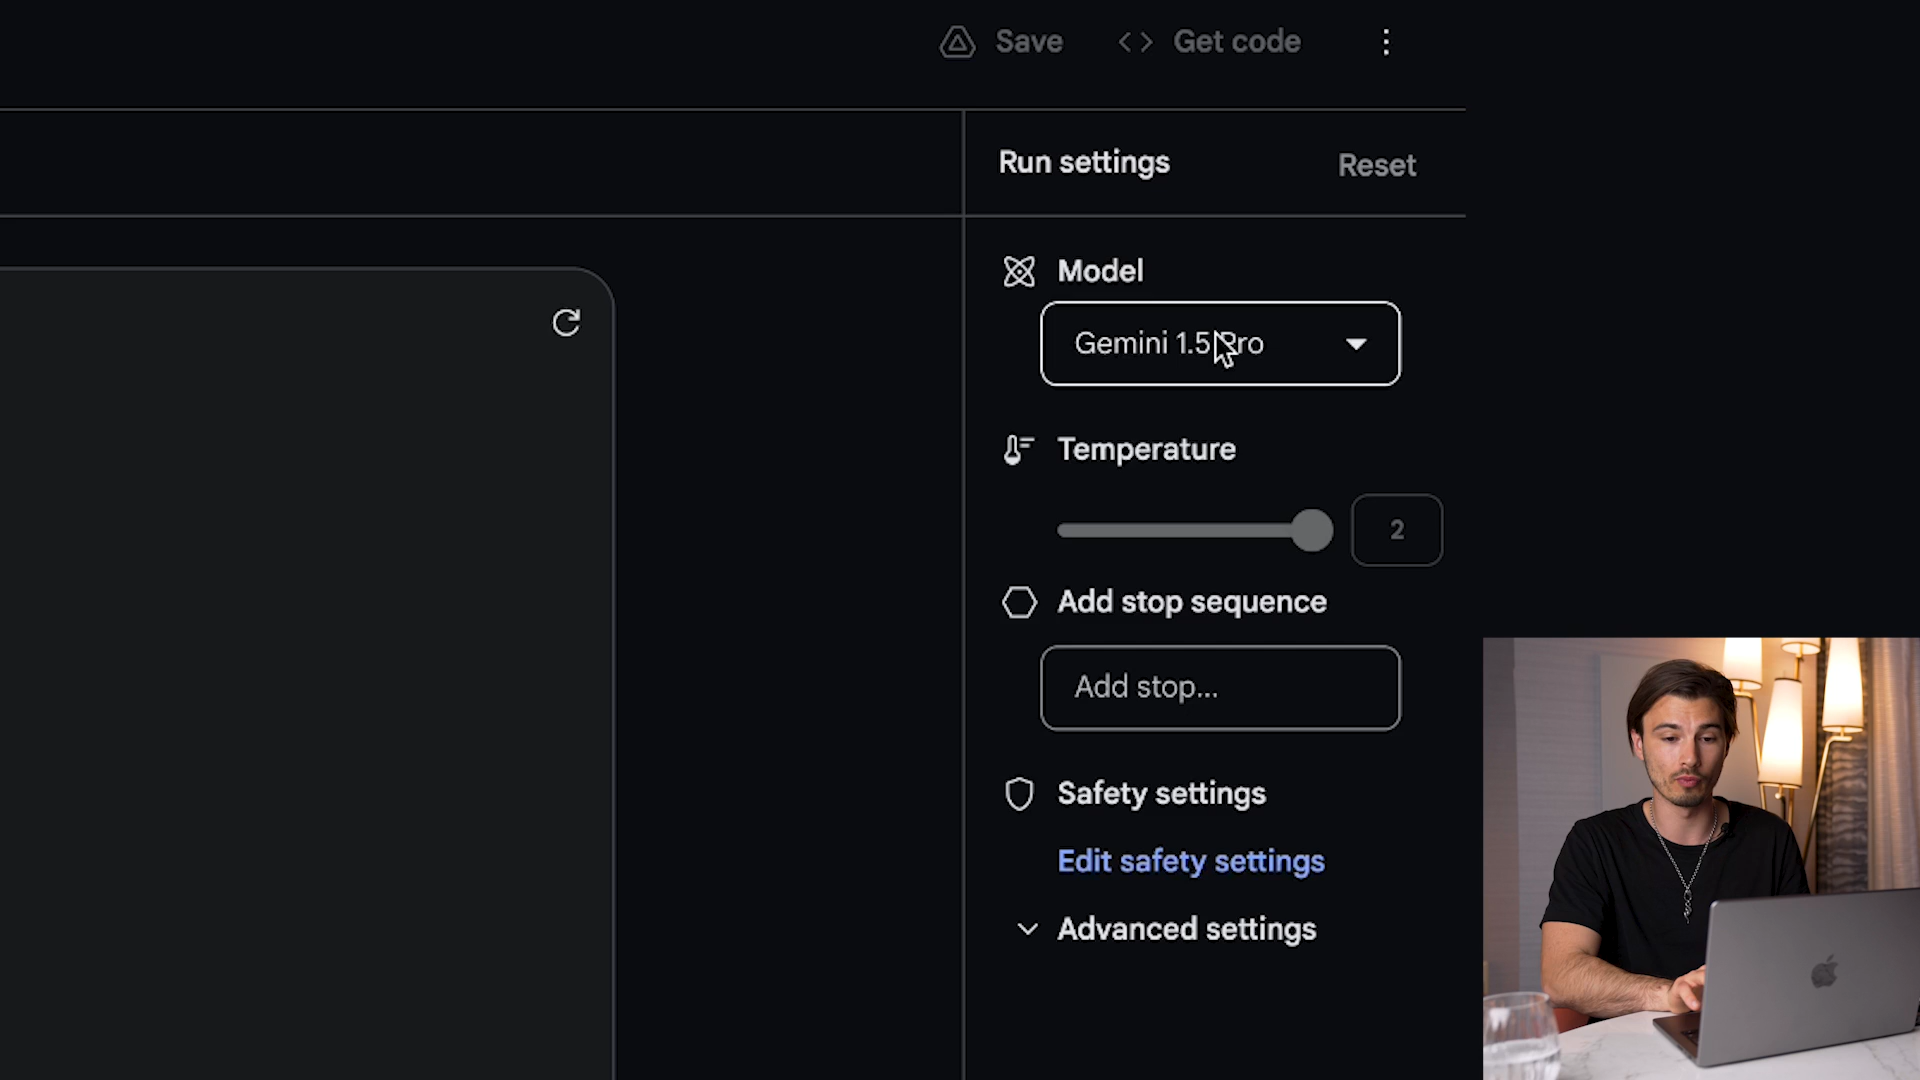 Save
Get code
Run settings
Reset
Model
Gemini 1.5 Pro
Temperature
2
Add stop sequence
Add stop...
Safety settings
Edit safety settings
Advanced settings